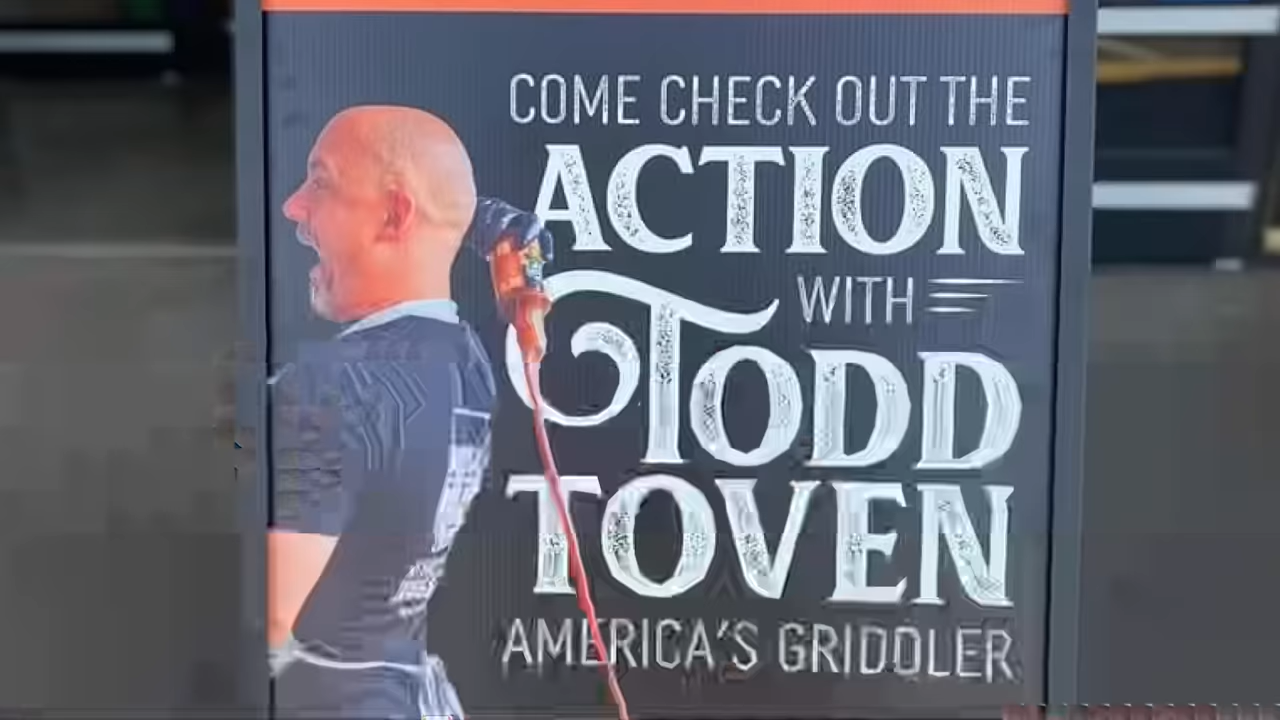 COME CHECK OUT THE
ACTION
WITH
TODD
TOVEN
AMERICA'S GRIDDLER